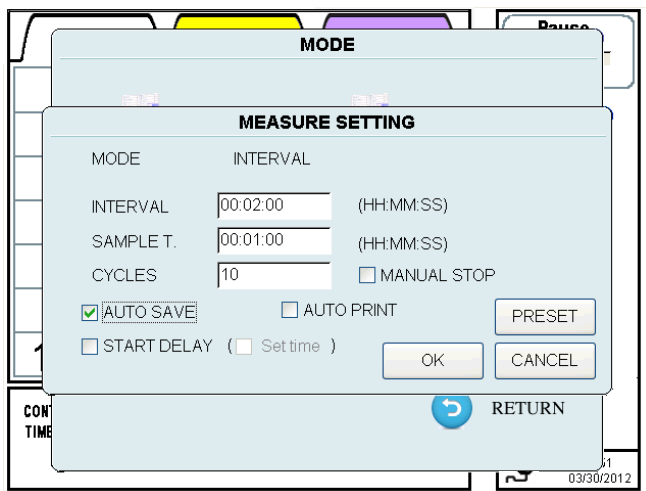 Pause
MODE
MEASURE SETTING
MODE INTERVAL
INTERVAL 00:02:00 (HH:MM:SS)
SAMPLE T. 00:01:00 (HH:MM:SS)
CYCLES 10 MANUAL STOP
AUTO SAVE AUTO PRINT
PRESET
START DELAY ( Set time )
OK CANCEL
RETURN
03/30/2012